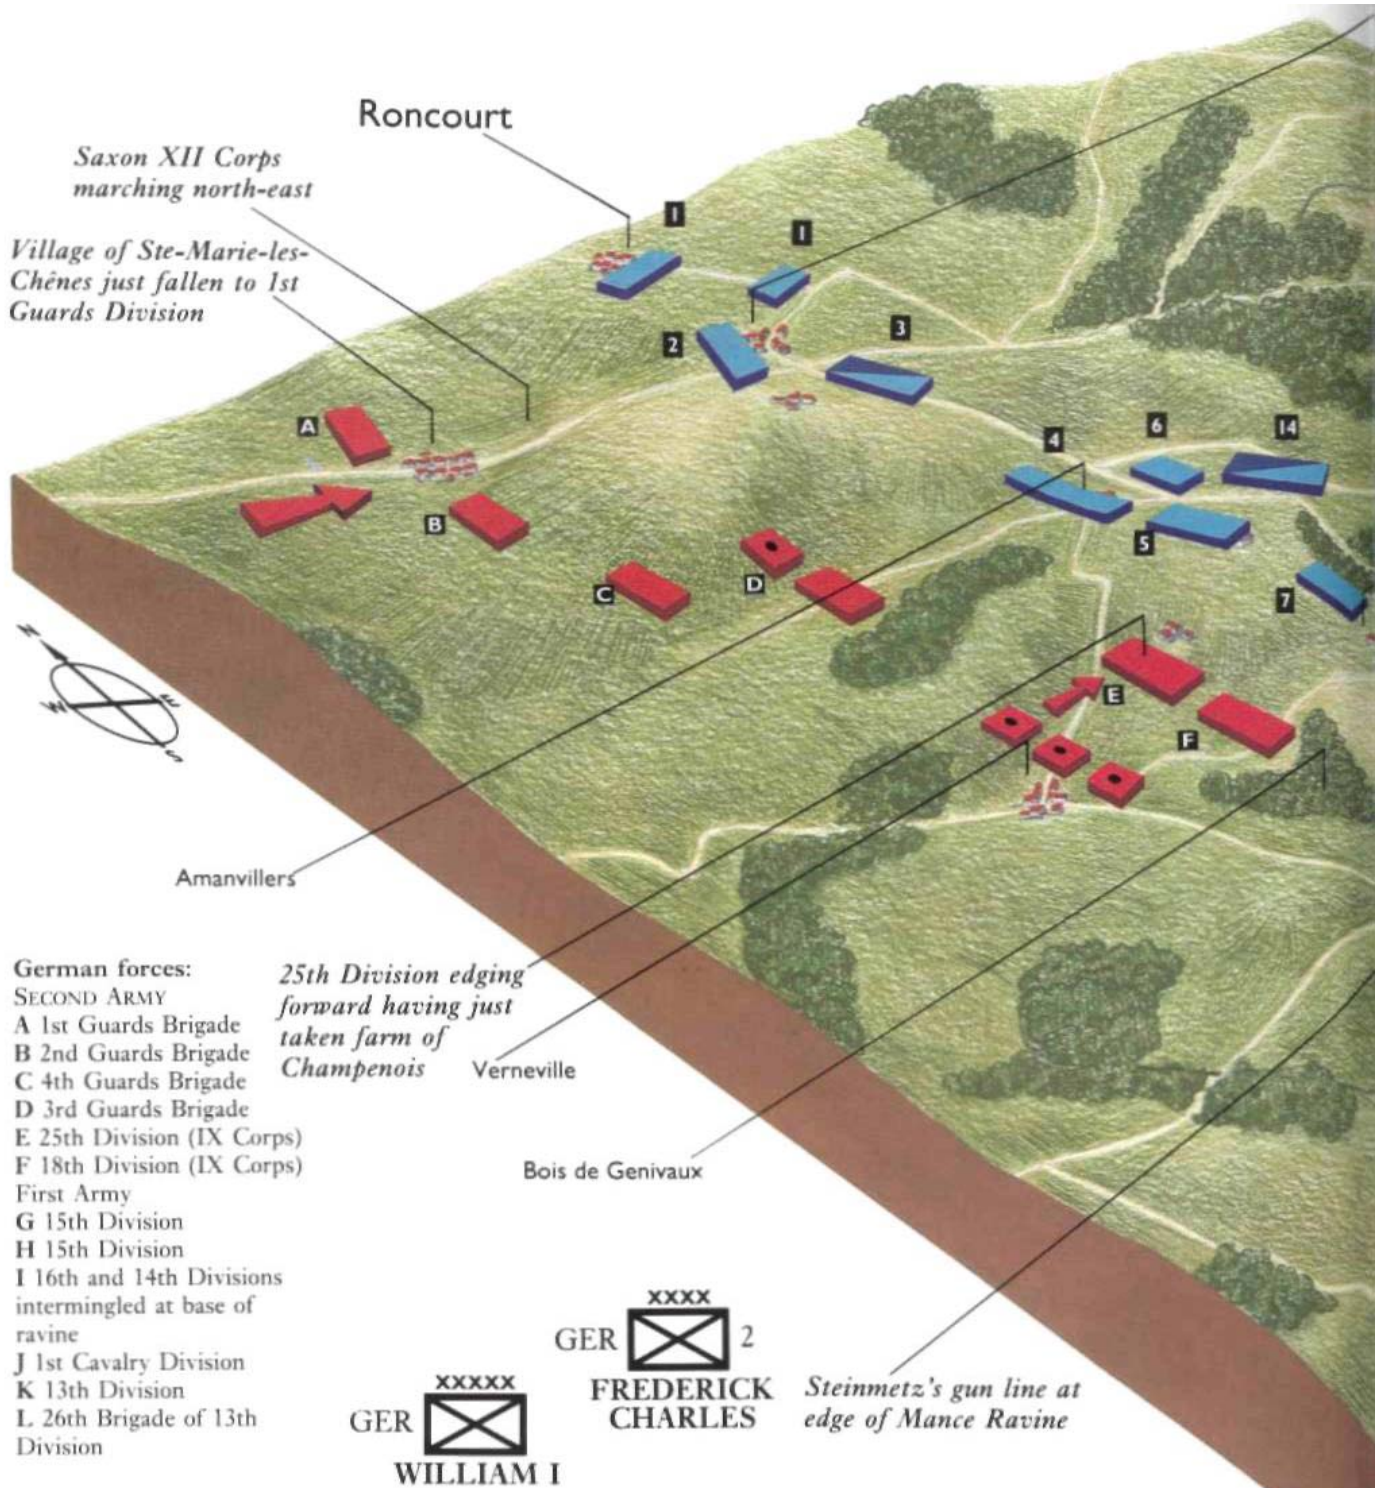 Roncourt
Saxon XII Corps
marching north-east
Village of Ste-Marie-les-
Chênes just fallen to 1st
Guards Division
1
1
2
3
A
4
6
14
B
5
C
D
7
E
F
N
W
E
S
Amanvillers
25th Division edging
forward having just
taken farm of
Champenois
Verneville
Bois de Genivaux
German forces:
SECOND ARMY
A 1st Guards Brigade
B 2nd Guards Brigade
C 4th Guards Brigade
D 3rd Guards Brigade
E 25th Division (IX Corps)
F 18th Division (IX Corps)
First Army
G 15th Division
H 15th Division
I 16th and 14th Divisions
intermingled at base of
ravine
J 1st Cavalry Division
K 13th Division
L 26th Brigade of 13th
Division
XXXX
GER 2
FREDERICK
CHARLES
XXXXX
GER
WILLIAM I
Steinmetz's gun line at
edge of Mance Ravine